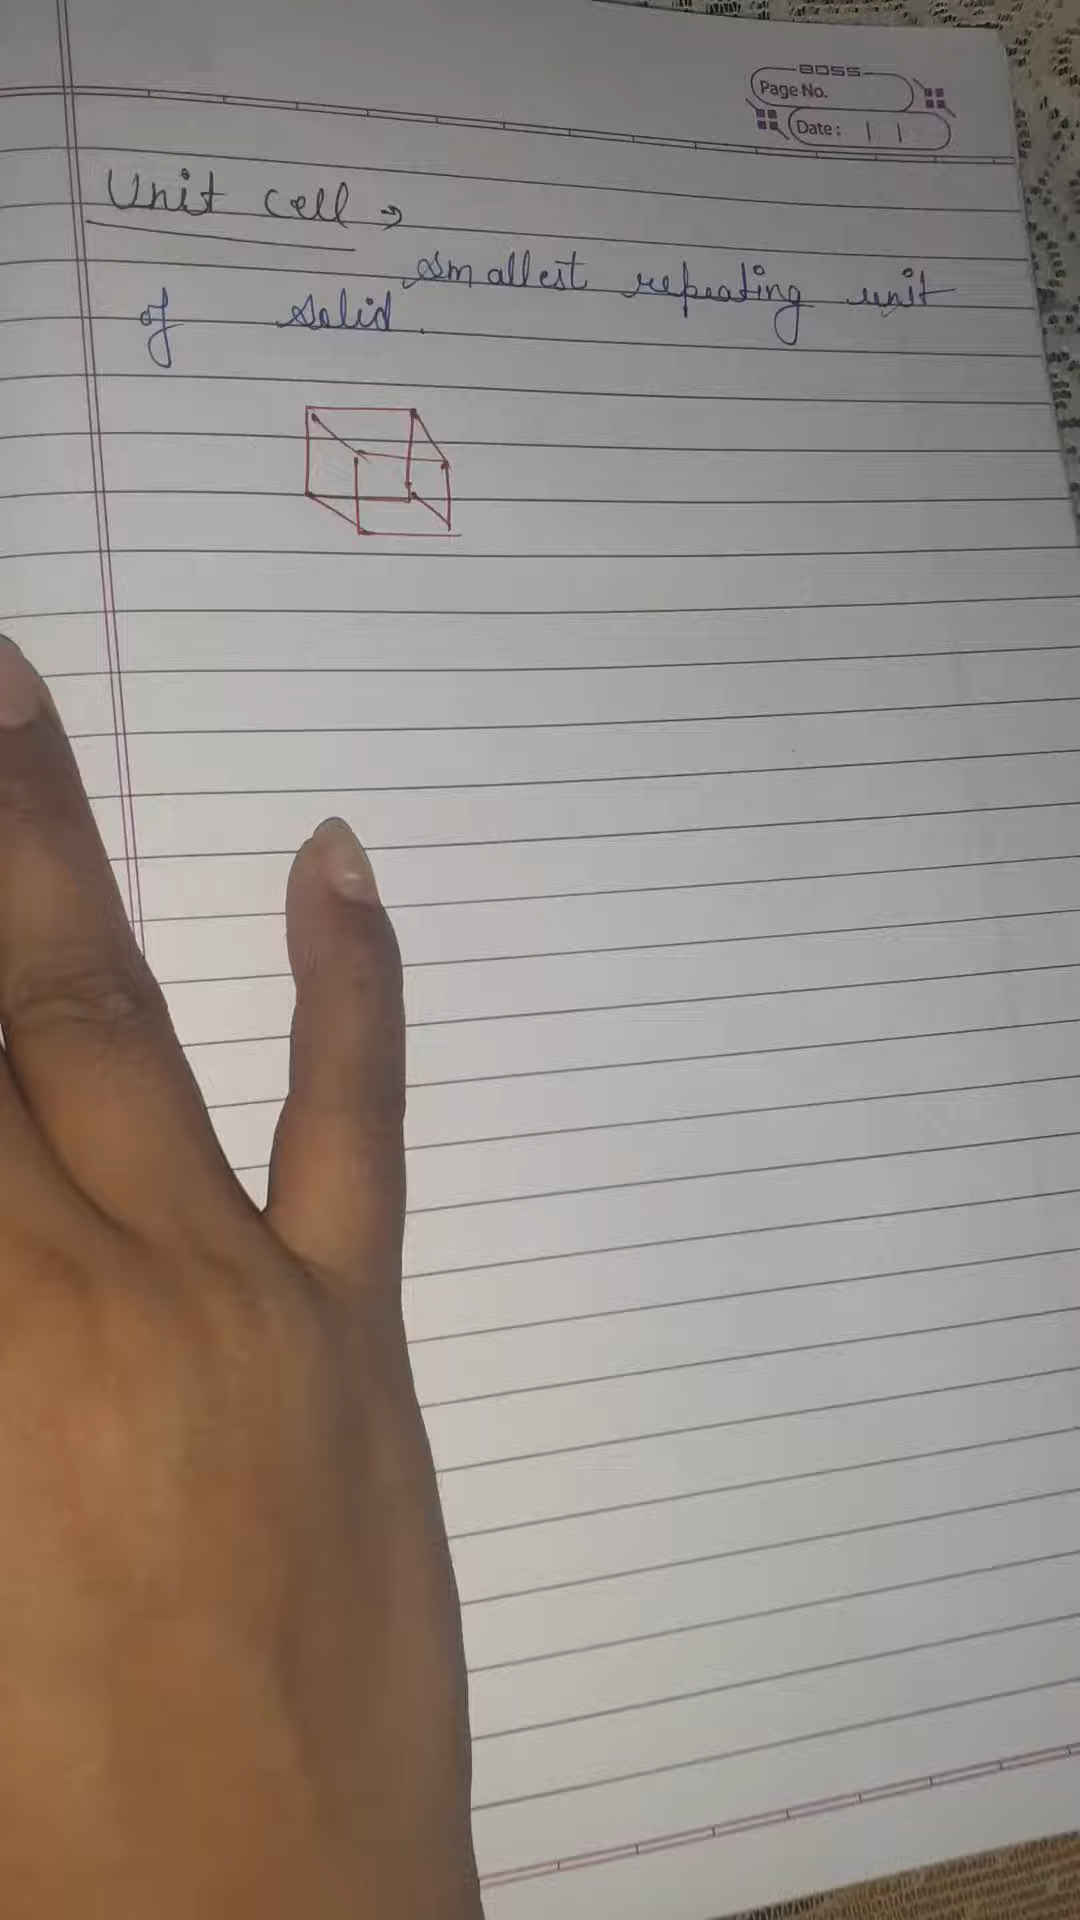 BOSS
Page No.
Date:
Unit cell →
smallest repeating unit
of solid.